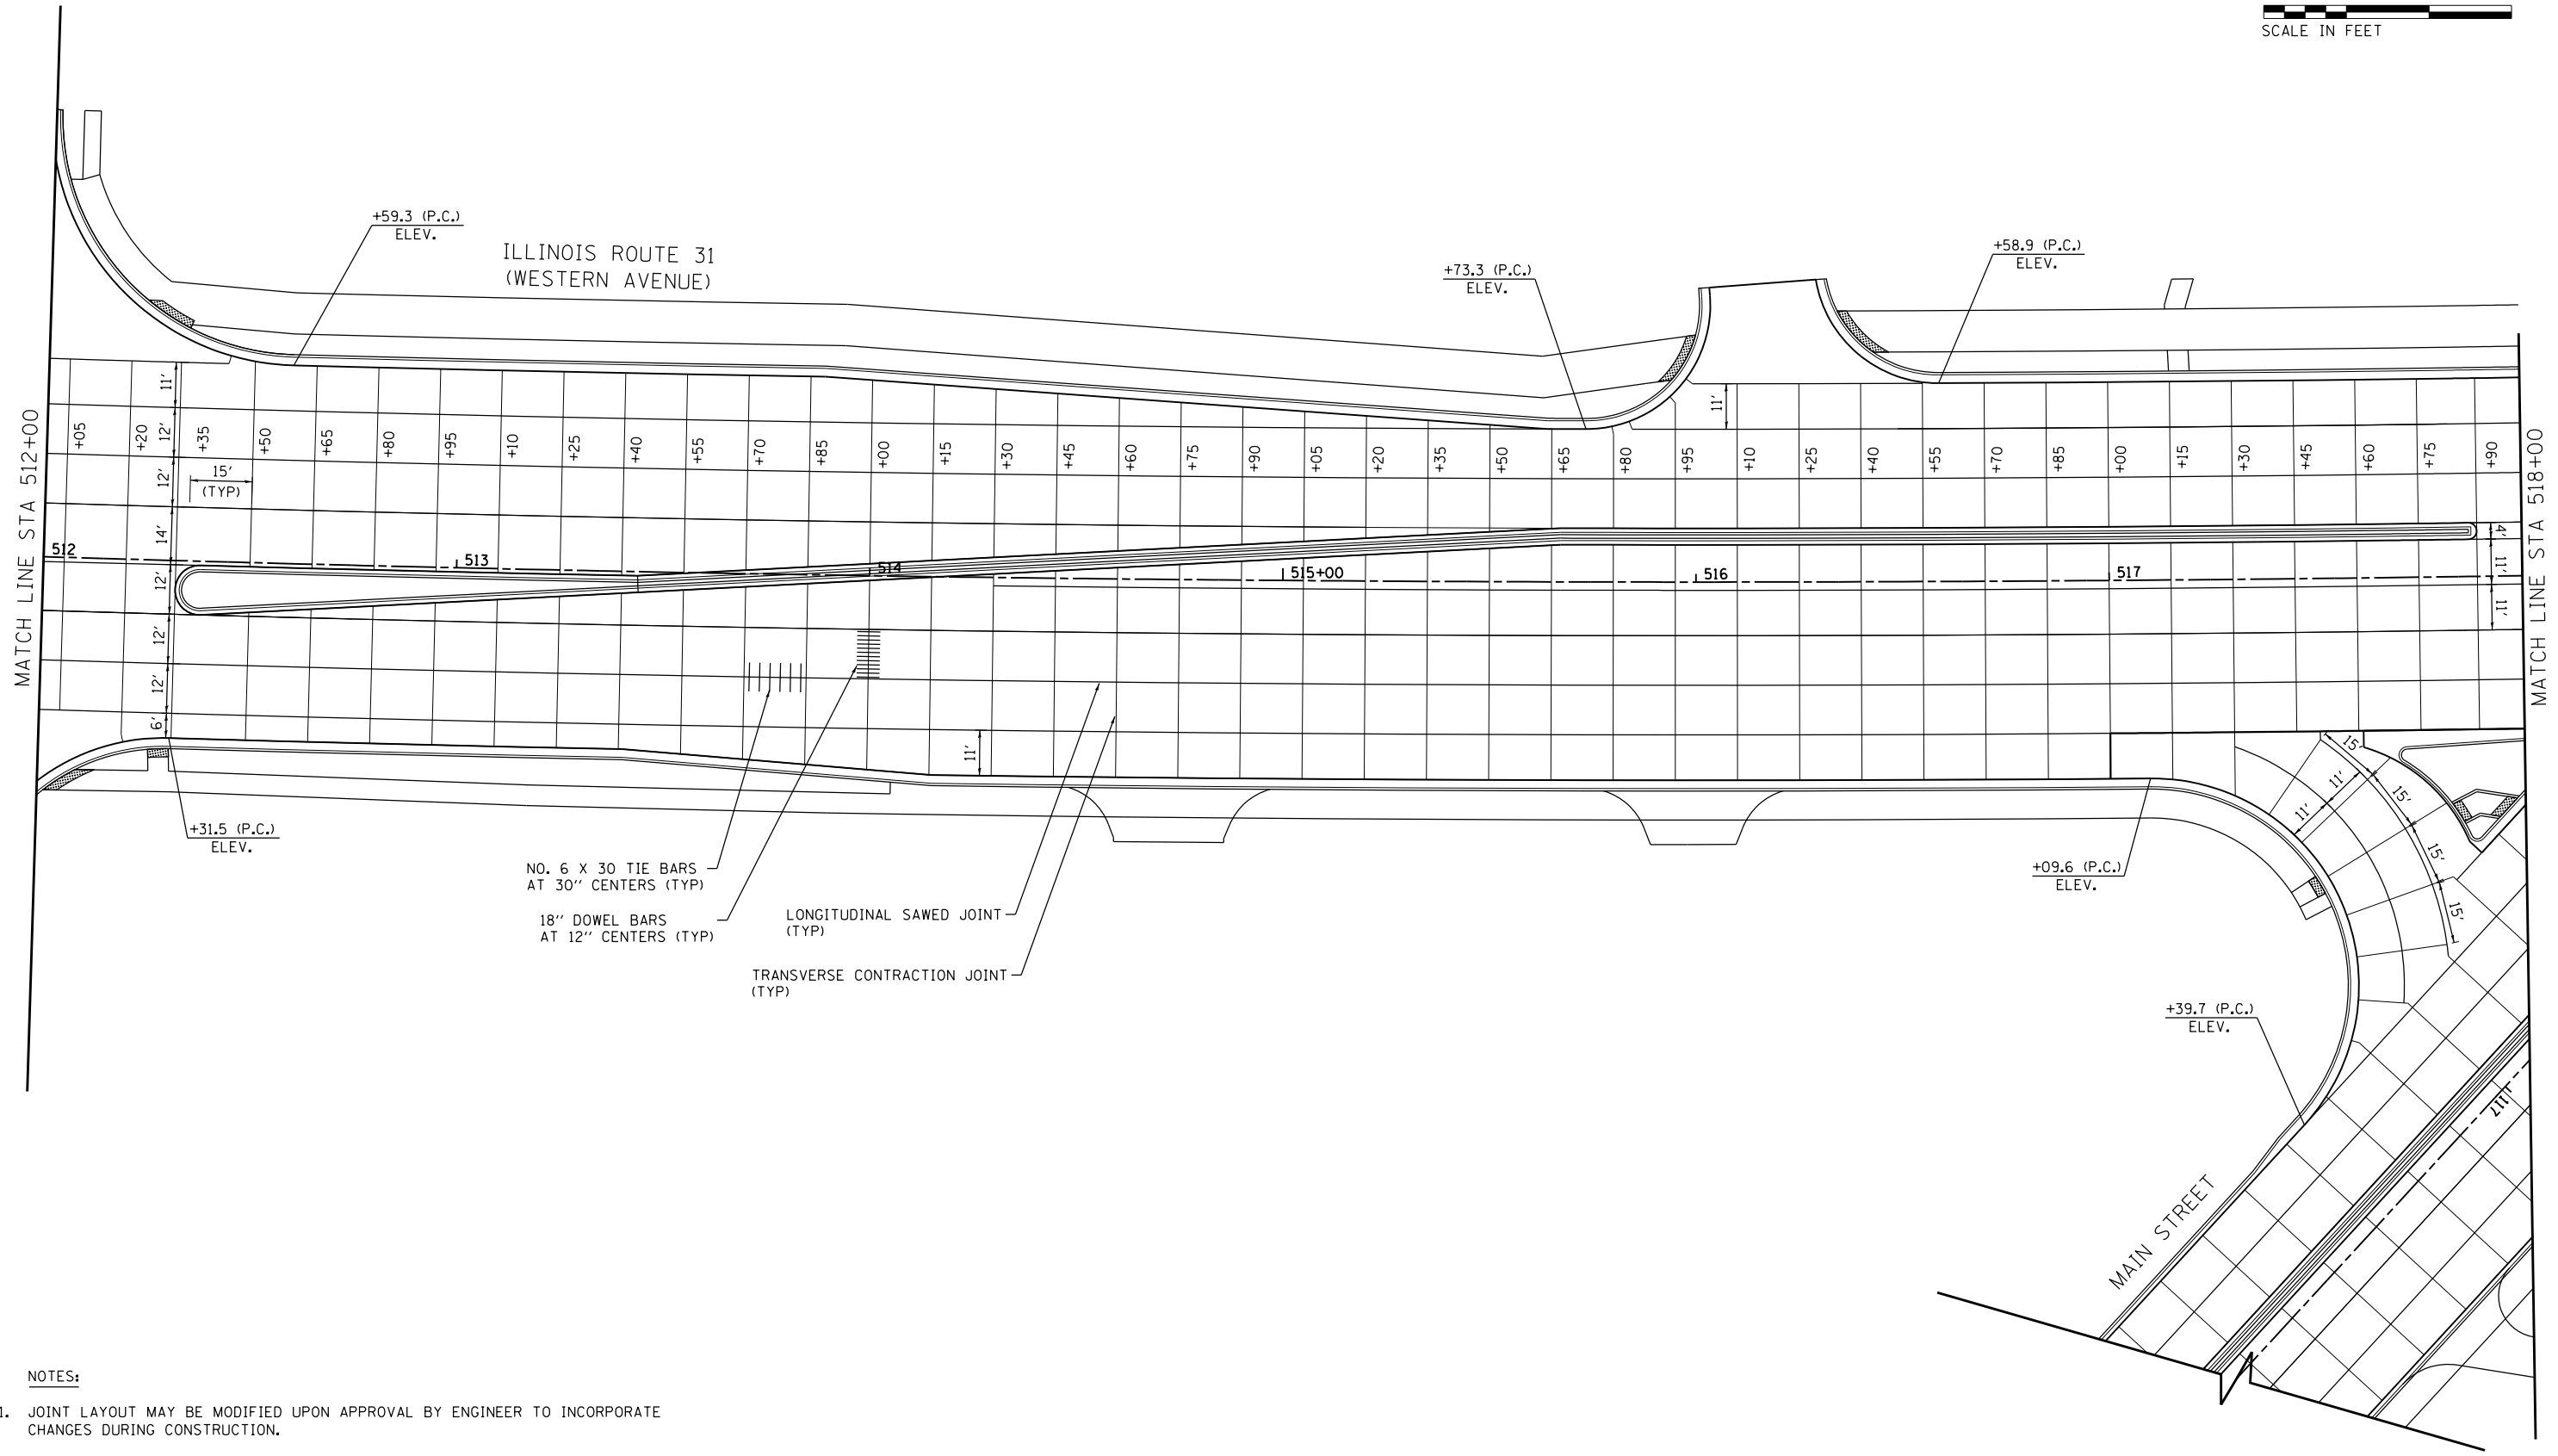 SCALE IN FEET
+59.3 (P.C.)
ELEV.
ILLINOIS ROUTE 31
(WESTERN AVENUE)
+73.3 (P.C.)
ELEV.
+58.9 (P.C.)
ELEV.
MATCH LINE STA 512+00
11'
12'
12'
14'
12'
12'
12'
6'
15'
(TYP)
+05
+20
+35
+50
+65
+80
+95
+10
+25
+40
+55
+70
+85
+00
+15
+30
+45
+60
+75
+90
+05
+20
+35
+50
+65
+80
+95
+10
+25
+40
+55
+70
+85
+00
+15
+30
+45
+60
+75
+90
11'
512
513
514
515+00
516
517
4'
11'
11'
MATCH LINE STA 518+00
11'
15'
11'
11'
15'
15'
15'
+31.5 (P.C.)
ELEV.
NO. 6 X 30 TIE BARS
AT 30" CENTERS (TYP)
18" DOWEL BARS
AT 12" CENTERS (TYP)
LONGITUDINAL SAWED JOINT
(TYP)
TRANSVERSE CONTRACTION JOINT
(TYP)
+09.6 (P.C.)
ELEV.
+39.7 (P.C.)
ELEV.
117
MAIN STREET
NOTES:
1. JOINT LAYOUT MAY BE MODIFIED UPON APPROVAL BY ENGINEER TO INCORPORATE
CHANGES DURING CONSTRUCTION.